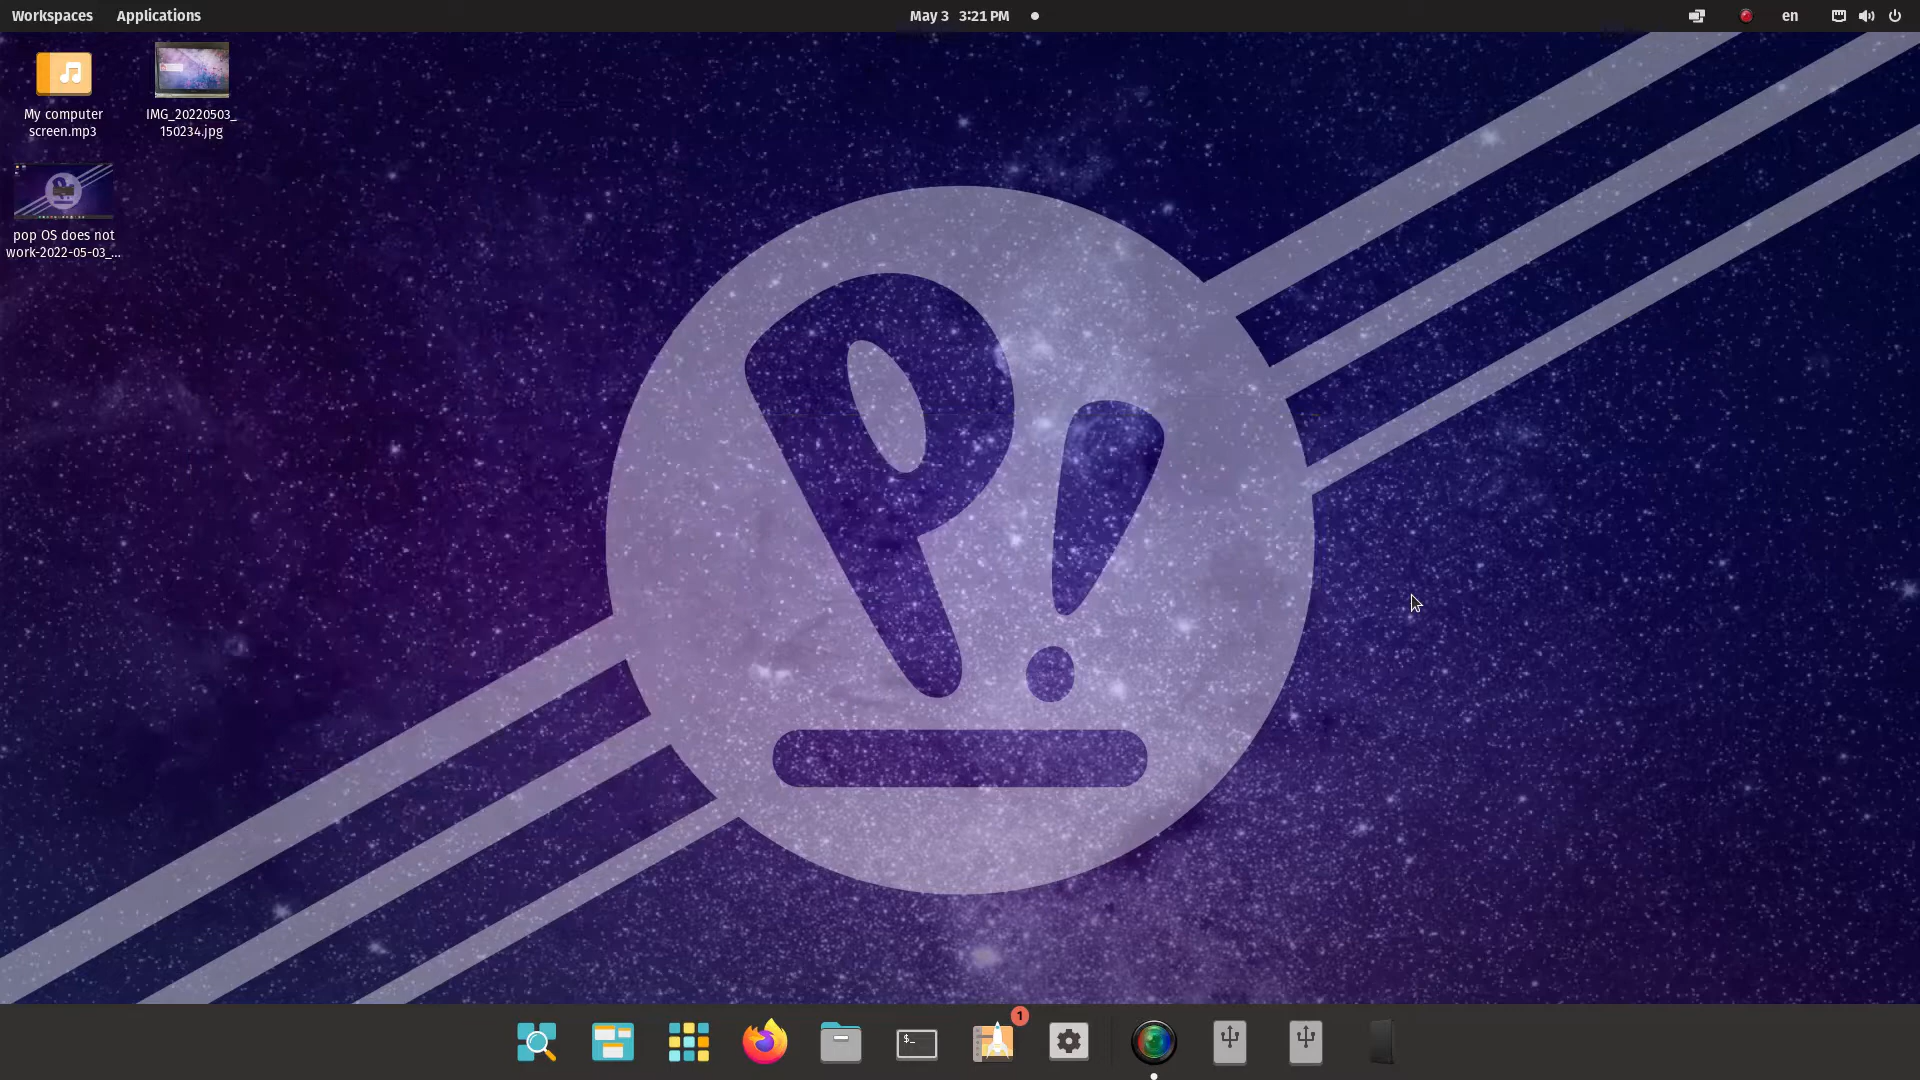 Workspaces Applications May 3 3:21 PM en
My computer
screen.mp3
IMG_20220503_
150234.jpg
pop OS does not
work-2022-05-03_...
P!
$_
1